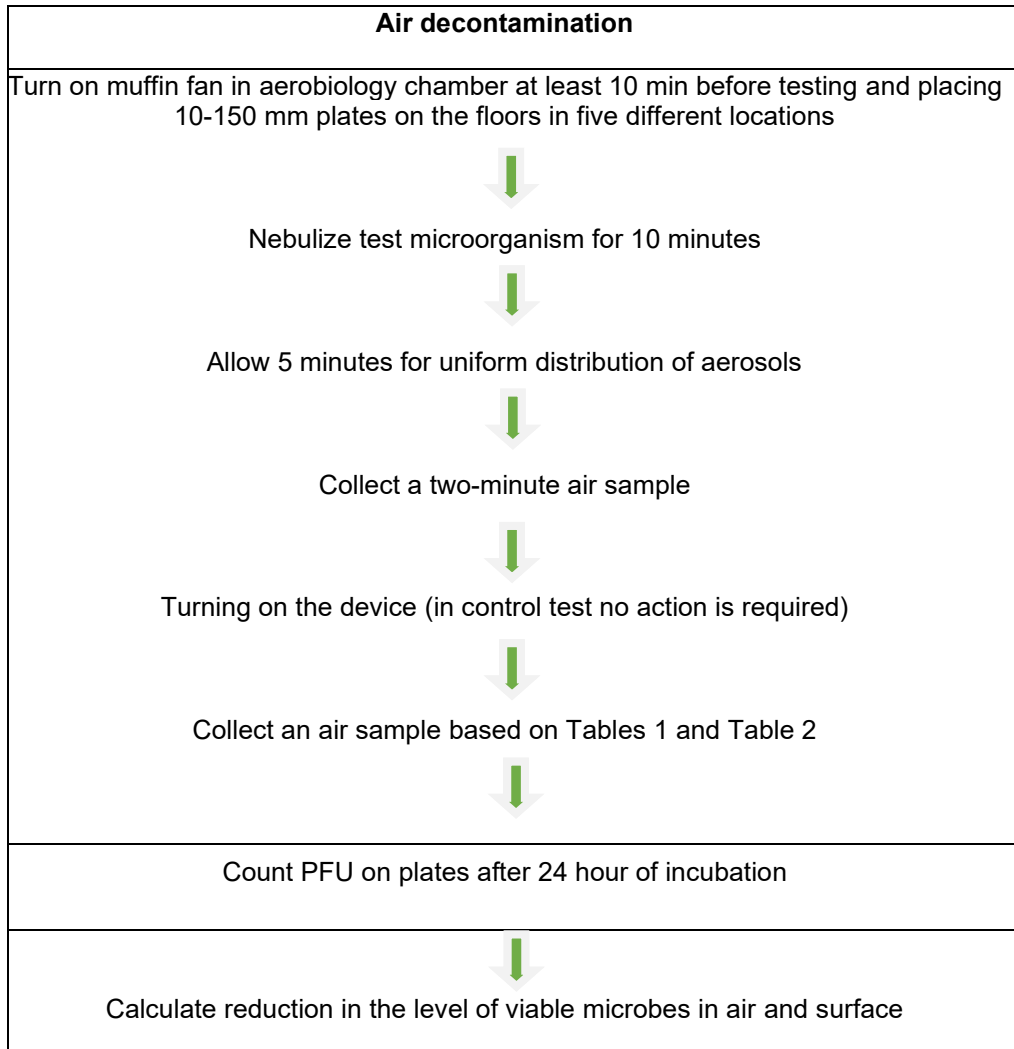 Air decontamination
Turn on muffin fan in aerobiology chamber at least 10 min before testing and placing
10-150 mm plates on the floors in five different locations
Nebulize test microorganism for 10 minutes
Allow 5 minutes for uniform distribution of aerosols
Collect a two-minute air sample
Turning on the device (in control test no action is required)
Collect an air sample based on Tables 1 and Table 2
Count PFU on plates after 24 hour of incubation
Calculate reduction in the level of viable microbes in air and surface